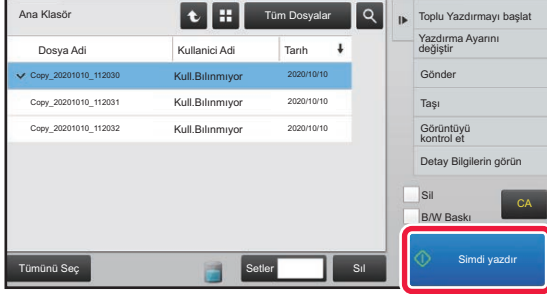 Ana Klasör
Tüm Dosyalar
Dosya Adi
Kullanici Adi
Tarıh
Copy_20201010_112030
Kull.Bılınmıyor
2020/10/10
Copy_20201010_112031
Kull.Bılınmıyor
2020/10/10
Copy_20201010_112032
Kull.Bılınmıyor
2020/10/10
Tümünü Seç
Setler
Sıl
Toplu Yazdırmayı başlat
Yazdırma Ayarını
değiştir
Gönder
Taşı
Görüntüyü
kontrol et
Detay Bilgilerin görün
Sil
B/W Baskı
CA
Simdi yazdır